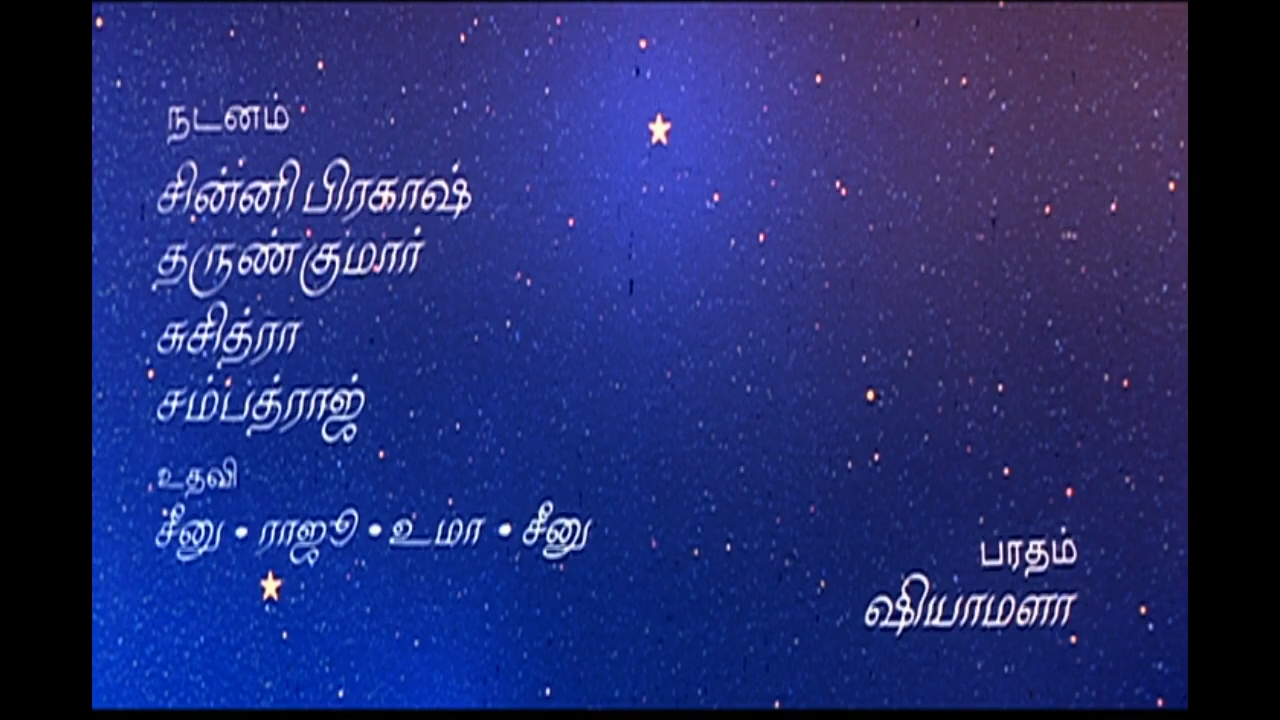 நடனம்
சின்னி பிரகாஷ்
தருண்குமார்
சுசித்ரா
சம்பத்ராஜ்
உதவி
சீனு • ராஜூ • உமா • சீனு
பரதம்
ஷியாமளா